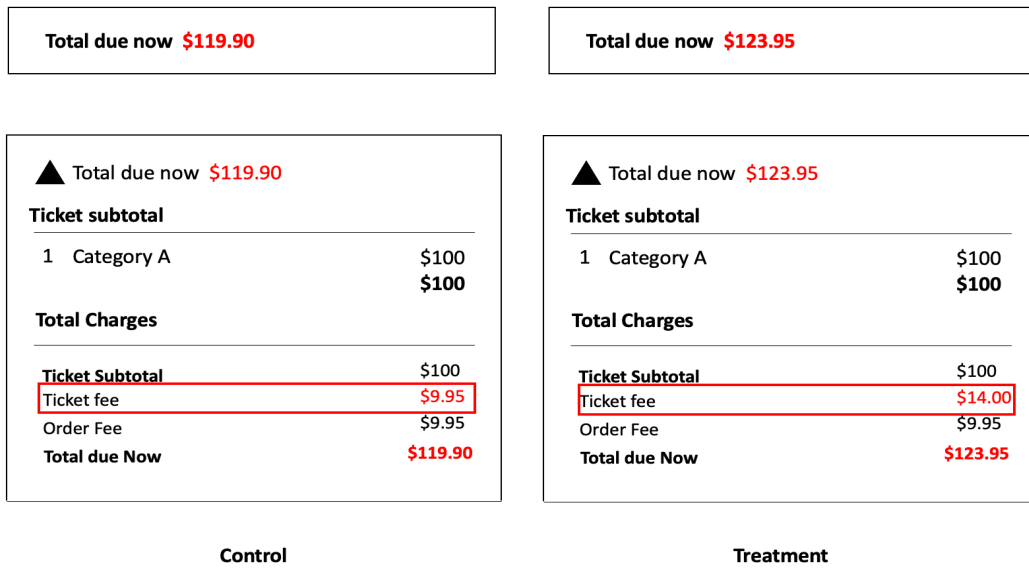 Total due now $119.90
Total due now $119.90
Ticket subtotal
1 Category A $100
$100
Total Charges
Ticket Subtotal $100
Ticket fee $9.95
Order Fee $9.95
Total due Now $119.90
Control
Total due now $123.95
Total due now $123.95
Ticket subtotal
1 Category A $100
$100
Total Charges
Ticket Subtotal $100
Ticket fee $14.00
Order Fee $9.95
Total due Now $123.95
Treatment